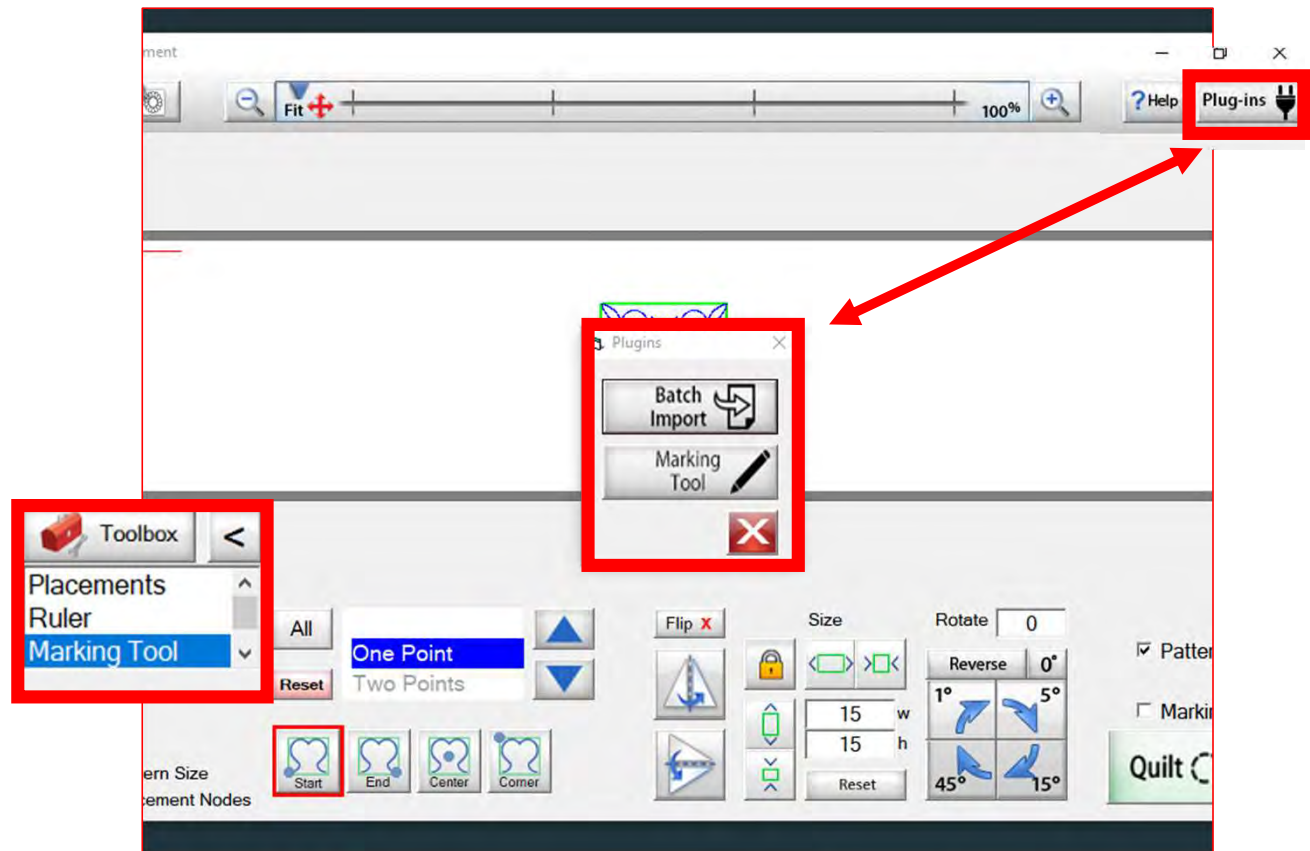 ment
Fit
100%
?Help
Plug-ins
Plugins
Batch
Import
Marking
Tool
Toolbox
<
Placements
Ruler
Marking Tool
All
One Point
Two Points
Reset
Start
End
Center
Corner
ern Size
cement Nodes
Flip X
Size
15 w
15 h
Reset
Rotate 0
Reverse 0°
1° 5°
45° 15°
Patter
Markin
Quilt